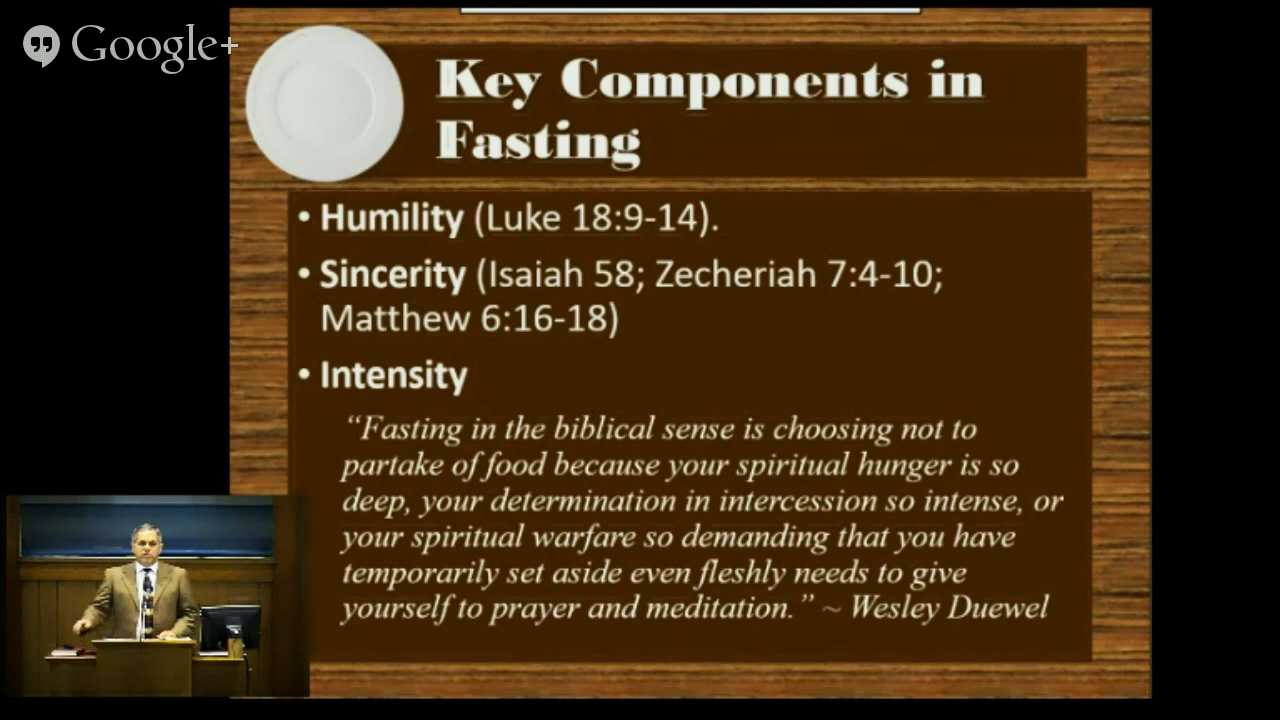 Google+
Key Components in
Fasting
• Humility (Luke 18:9-14).
• Sincerity (Isaiah 58; Zecheriah 7:4-10;
Matthew 6:16-18)
• Intensity
“Fasting in the biblical sense is choosing not to
partake of food because your spiritual hunger is so
deep, your determination in intercession so intense, or
your spiritual warfare so demanding that you have
temporarily set aside even fleshly needs to give
yourself to prayer and meditation.” ~ Wesley Duewel